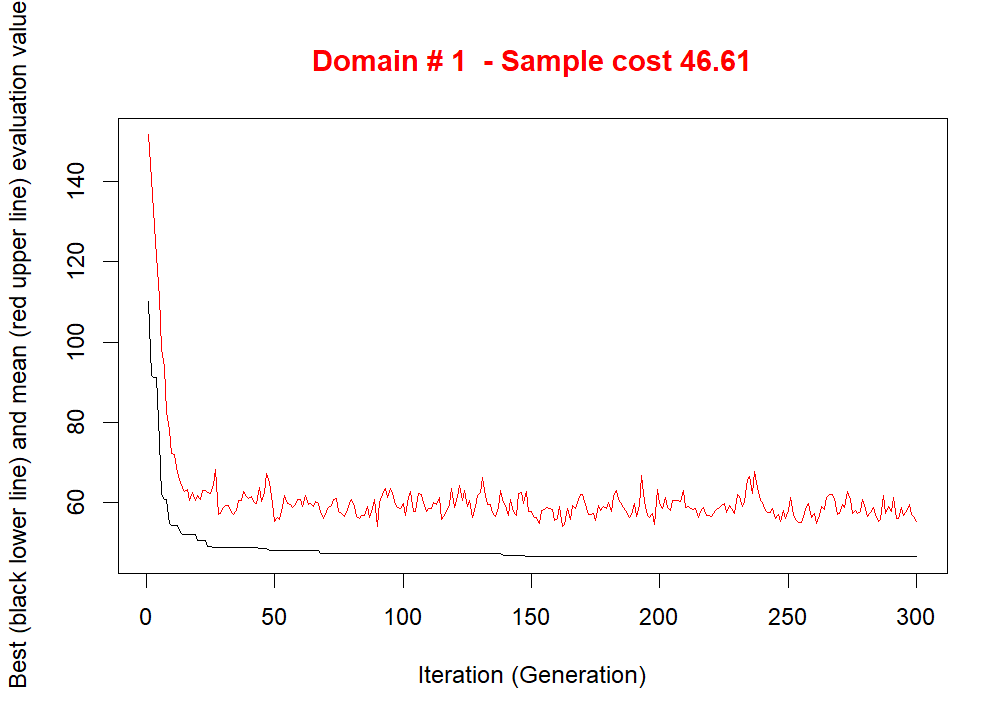 Domain # 1  - Sample cost 46.61
Best (black lower line) and mean (red upper line) evaluation value
140
120
100
80
60
0 50 100 150 200 250 300
Iteration (Generation)